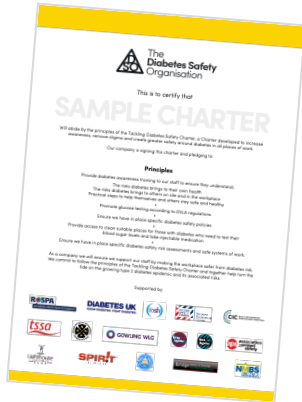 The
Diabetes Safety
Organisation
This is to certify that
SAMPLE CHARTER
Will abide by the principles of the Tackling Diabetes Safety Charter, a Charter developed to increase
awareness, remove stigma and create greater safety around diabetes in all places of work.
Our company is signing this charter and pledging to:
Principles
Provide diabetes awareness training to our staff to ensure they understand:
The risks diabetes brings to their own health
The risks diabetes brings to others on site and in the workplace
Practical steps to help themselves and others stay safe and healthy
Promote glucose testing according to DVLA regulations
Ensure we have in place specific diabetes safety policies
Provide access to clean suitable places for those with diabetes who need to test their
blood sugar levels and take injectable medication
Ensure we have in place specific diabetes safety risk assessments and safe systems of work.
As a company we will ensure we support our staff by making the workplace safer from diabetes risk.
We commit to follow the principles of the Tackling Diabetes Safety Charter and together help turn the
tide on the growing type 2 diabetes epidemic and its associated risks.
Supported by
RoSPA
DIABETES UK
KNOW DIABETES. FIGHT DIABETES.
iosh
CIC
tssa
GOWLING WLG
Lighthouse
SPIRIT
NHBS